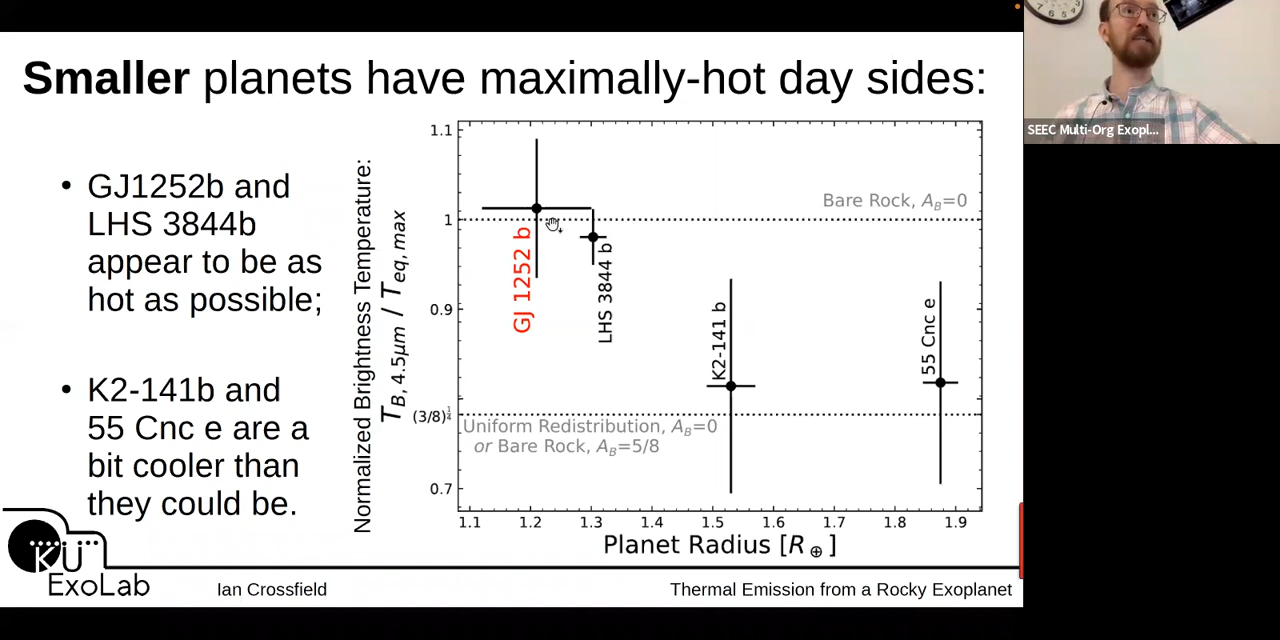 Smaller planets have maximally-hot day sides:
• GJ1252b and
LHS 3844b
appear to be as
hot as possible;
• K2-141b and
55 Cnc e are a
bit cooler than
they could be.
Normalized Brightness Temperature:
T_B, 4.5μm / T_eq, max
1.1
1
0.9
(3/8)^¼
0.7
Bare Rock, A_B=0
GJ 1252 b
LHS 3844 b
K2-141 b
55 Cnc e
Uniform Redistribution, A_B=0
or Bare Rock, A_B=5/8
1.1 1.2 1.3 1.4 1.5 1.6 1.7 1.8 1.9
Planet Radius [R⊕]
KU
ExoLab
Ian Crossfield
Thermal Emission from a Rocky Exoplanet
SEEC Multi-Org Exopl...